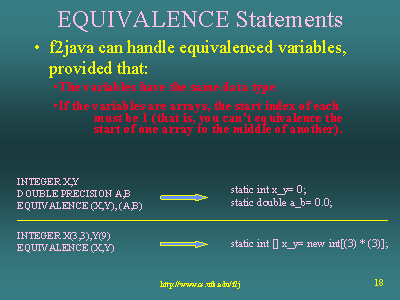 EQUIVALENCE Statements
• f2java can handle equivalenced variables,
provided that:
•The variables have the same data type
•If the variables are arrays, the start index of each
must be 1 (that is, you can't equivalence the
start of one array to the middle of another).
INTEGER X,Y
DOUBLE PRECISION A,B
EQUIVALENCE (X,Y), (A,B)
static int x_y= 0;
static double a_b= 0.0;
INTEGER X(3,3),Y(9)
EQUIVALENCE (X,Y)
static int [] x_y= new int[(3) * (3)];
http://www.cs.utk.edu/f2j
18